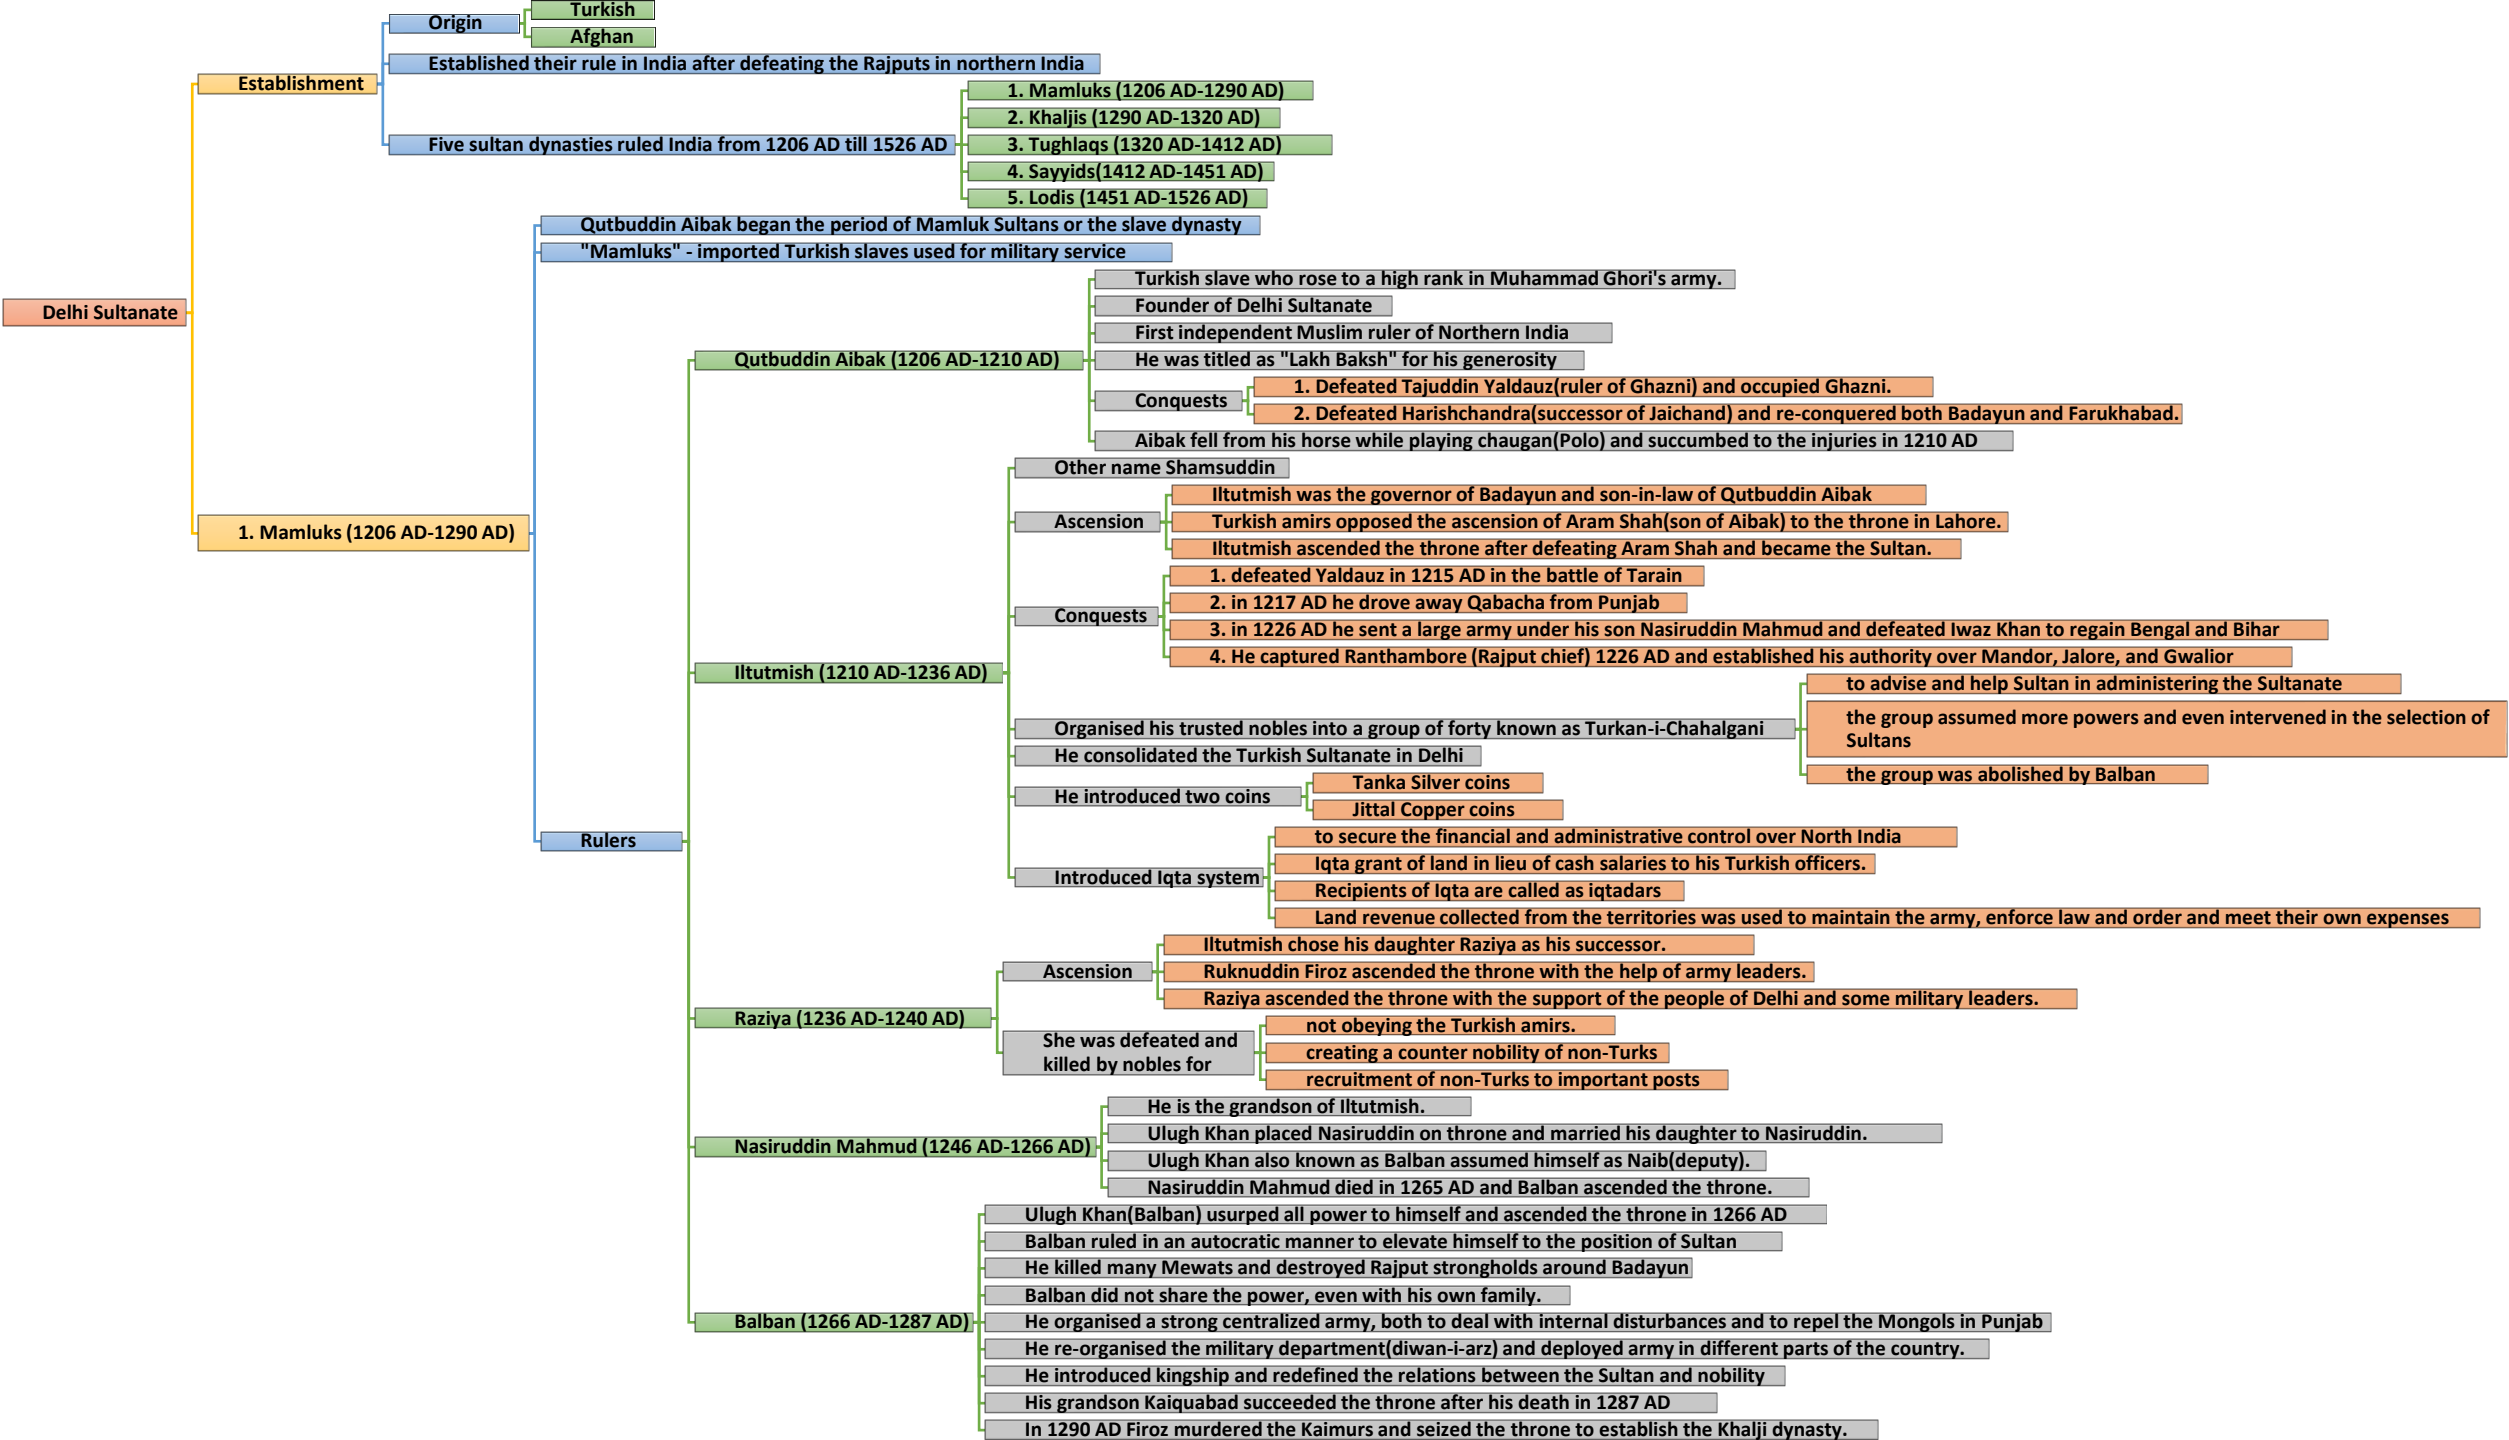 Delhi Sultanate
Establishment
Origin
Turkish
Afghan
Established their rule in India after defeating the Rajputs in northern India
Five sultan dynasties ruled India from 1206 AD till 1526 AD
1. Mamluks (1206 AD-1290 AD)
2. Khaljis (1290 AD-1320 AD)
3. Tughlaqs (1320 AD-1412 AD)
4. Sayyids(1412 AD-1451 AD)
5. Lodis (1451 AD-1526 AD)
1. Mamluks (1206 AD-1290 AD)
Qutbuddin Aibak began the period of Mamluk Sultans or the slave dynasty
"Mamluks" - imported Turkish slaves used for military service
Rulers
Qutbuddin Aibak (1206 AD-1210 AD)
Turkish slave who rose to a high rank in Muhammad Ghori's army.
Founder of Delhi Sultanate
First independent Muslim ruler of Northern India
He was titled as "Lakh Baksh" for his generosity
Conquests
1. Defeated Tajuddin Yaldauz(ruler of Ghazni) and occupied Ghazni.
2. Defeated Harishchandra(successor of Jaichand) and re-conquered both Badayun and Farukhabad.
Aibak fell from his horse while playing chaugan(Polo) and succumbed to the injuries in 1210 AD
Iltutmish (1210 AD-1236 AD)
Other name Shamsuddin
Ascension
Iltutmish was the governor of Badayun and son-in-law of Qutbuddin Aibak
Turkish amirs opposed the ascension of Aram Shah(son of Aibak) to the throne in Lahore.
Iltutmish ascended the throne after defeating Aram Shah and became the Sultan.
Conquests
1. defeated Yaldauz in 1215 AD in the battle of Tarain
2. in 1217 AD he drove away Qabacha from Punjab
3. in 1226 AD he sent a large army under his son Nasiruddin Mahmud and defeated Iwaz Khan to regain Bengal and Bihar
4. He captured Ranthambore (Rajput chief) 1226 AD and established his authority over Mandor, Jalore, and Gwalior
Organised his trusted nobles into a group of forty known as Turkan-i-Chahalgani
to advise and help Sultan in administering the Sultanate
the group assumed more powers and even intervened in the selection of
Sultans
the group was abolished by Balban
He consolidated the Turkish Sultanate in Delhi
He introduced two coins
Tanka Silver coins
Jittal Copper coins
Introduced Iqta system
to secure the financial and administrative control over North India
Iqta grant of land in lieu of cash salaries to his Turkish officers.
Recipients of Iqta are called as iqtadars
Land revenue collected from the territories was used to maintain the army, enforce law and order and meet their own expenses
Raziya (1236 AD-1240 AD)
Ascension
Iltutmish chose his daughter Raziya as his successor.
Ruknuddin Firoz ascended the throne with the help of army leaders.
Raziya ascended the throne with the support of the people of Delhi and some military leaders.
She was defeated and
killed by nobles for
not obeying the Turkish amirs.
creating a counter nobility of non-Turks
recruitment of non-Turks to important posts
Nasiruddin Mahmud (1246 AD-1266 AD)
He is the grandson of Iltutmish.
Ulugh Khan placed Nasiruddin on throne and married his daughter to Nasiruddin.
Ulugh Khan also known as Balban assumed himself as Naib(deputy).
Nasiruddin Mahmud died in 1265 AD and Balban ascended the throne.
Balban (1266 AD-1287 AD)
Ulugh Khan(Balban) usurped all power to himself and ascended the throne in 1266 AD
Balban ruled in an autocratic manner to elevate himself to the position of Sultan
He killed many Mewats and destroyed Rajput strongholds around Badayun
Balban did not share the power, even with his own family.
He organised a strong centralized army, both to deal with internal disturbances and to repel the Mongols in Punjab
He re-organised the military department(diwan-i-arz) and deployed army in different parts of the country.
He introduced kingship and redefined the relations between the Sultan and nobility
His grandson Kaiquabad succeeded the throne after his death in 1287 AD
In 1290 AD Firoz murdered the Kaimurs and seized the throne to establish the Khalji dynasty.